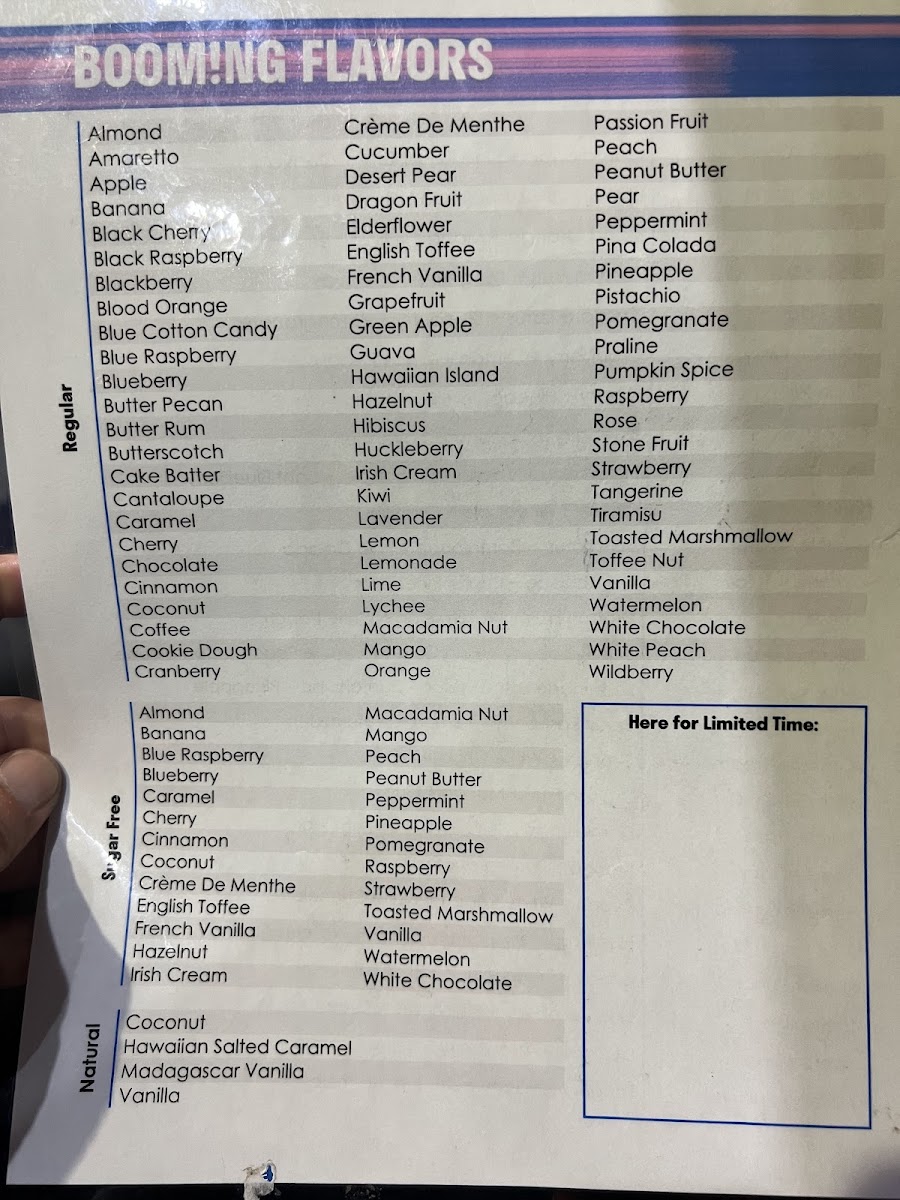 BOOM!NG FLAVORS
Regular
Almond
Amaretto
Apple
Banana
Black Cherry
Black Raspberry
Blackberry
Blood Orange
Blue Cotton Candy
Blue Raspberry
Blueberry
Butter Pecan
Butter Rum
Butterscotch
Cake Batter
Cantaloupe
Caramel
Cherry
Chocolate
Cinnamon
Coconut
Coffee
Cookie Dough
Cranberry
Crème De Menthe
Cucumber
Desert Pear
Dragon Fruit
Elderflower
English Toffee
French Vanilla
Grapefruit
Green Apple
Guava
Hawaiian Island
Hazelnut
Hibiscus
Huckleberry
Irish Cream
Kiwi
Lavender
Lemon
Lemonade
Lime
Lychee
Macadamia Nut
Mango
Orange
Passion Fruit
Peach
Peanut Butter
Pear
Peppermint
Pina Colada
Pineapple
Pistachio
Pomegranate
Praline
Pumpkin Spice
Raspberry
Rose
Stone Fruit
Strawberry
Tangerine
Tiramisu
Toasted Marshmallow
Toffee Nut
Vanilla
Watermelon
White Chocolate
White Peach
Wildberry
Sugar Free
Almond
Banana
Blue Raspberry
Blueberry
Caramel
Cherry
Cinnamon
Coconut
Crème De Menthe
English Toffee
French Vanilla
Hazelnut
Irish Cream
Macadamia Nut
Mango
Peach
Peanut Butter
Peppermint
Pineapple
Pomegranate
Raspberry
Strawberry
Toasted Marshmallow
Vanilla
Watermelon
White Chocolate
Here for Limited Time:
Natural
Coconut
Hawaiian Salted Caramel
Madagascar Vanilla
Vanilla